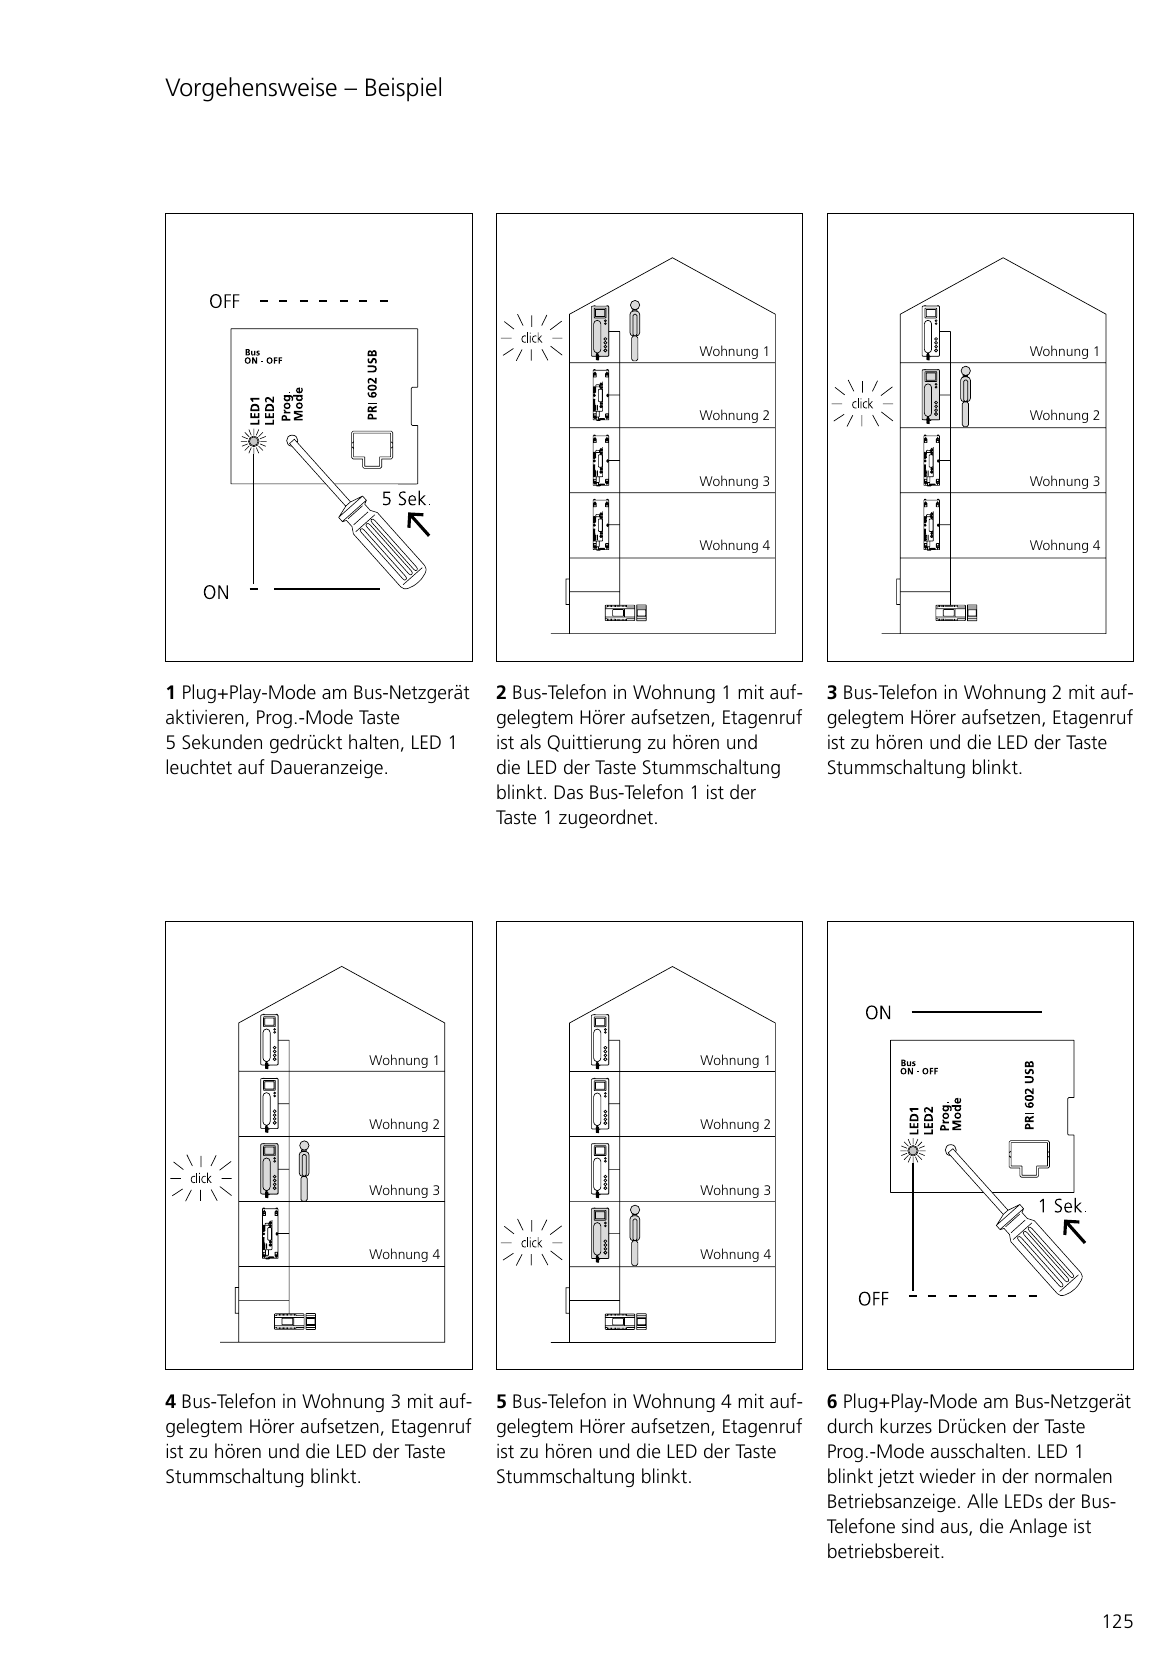 Vorgehensweise – Beispiel
OFF
Bus
ON - OFF
LED1
LED2
Prog.
Mode
PRI 602 USB
5 Sek.
ON
click
Wohnung 1
Wohnung 2
Wohnung 3
Wohnung 4
click
Wohnung 1
Wohnung 2
Wohnung 3
Wohnung 4
1 Plug+Play-Mode am Bus-Netzgerät
aktivieren, Prog.-Mode Taste
5 Sekunden gedrückt halten, LED 1
leuchtet auf Daueranzeige.
2 Bus-Telefon in Wohnung 1 mit auf-
gelegtem Hörer aufsetzen, Etagenruf
ist als Quittierung zu hören und
die LED der Taste Stummschaltung
blinkt. Das Bus-Telefon 1 ist der
Taste 1 zugeordnet.
3 Bus-Telefon in Wohnung 2 mit auf-
gelegtem Hörer aufsetzen, Etagenruf
ist zu hören und die LED der Taste
Stummschaltung blinkt.
Wohnung 1
Wohnung 2
click
Wohnung 3
Wohnung 4
Wohnung 1
Wohnung 2
Wohnung 3
click
Wohnung 4
ON
Bus
ON - OFF
LED1
LED2
Prog.
Mode
PRI 602 USB
1 Sek.
OFF
4 Bus-Telefon in Wohnung 3 mit auf-
gelegtem Hörer aufsetzen, Etagenruf
ist zu hören und die LED der Taste
Stummschaltung blinkt.
5 Bus-Telefon in Wohnung 4 mit auf-
gelegtem Hörer aufsetzen, Etagenruf
ist zu hören und die LED der Taste
Stummschaltung blinkt.
6 Plug+Play-Mode am Bus-Netzgerät
durch kurzes Drücken der Taste
Prog.-Mode ausschalten. LED 1
blinkt jetzt wieder in der normalen
Betriebsanzeige. Alle LEDs der Bus-
Telefone sind aus, die Anlage ist
betriebsbereit.
125